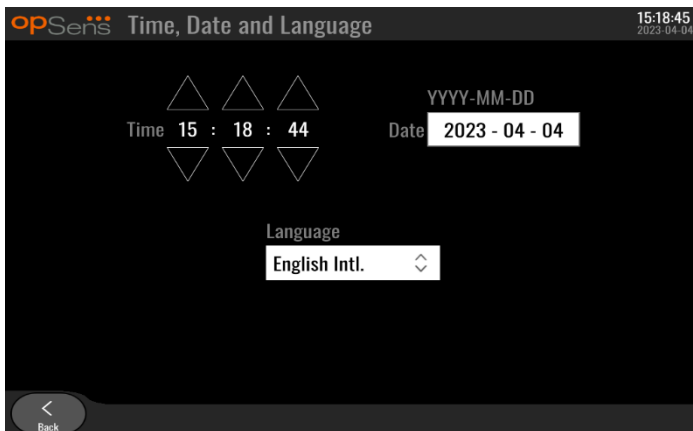 opSens Time, Date and Language
15:18:45
2023-04-04
YYYY-MM-DD
Time 15 : 18 : 44
Date 2023 - 04 - 04
Language
English Intl.
Back